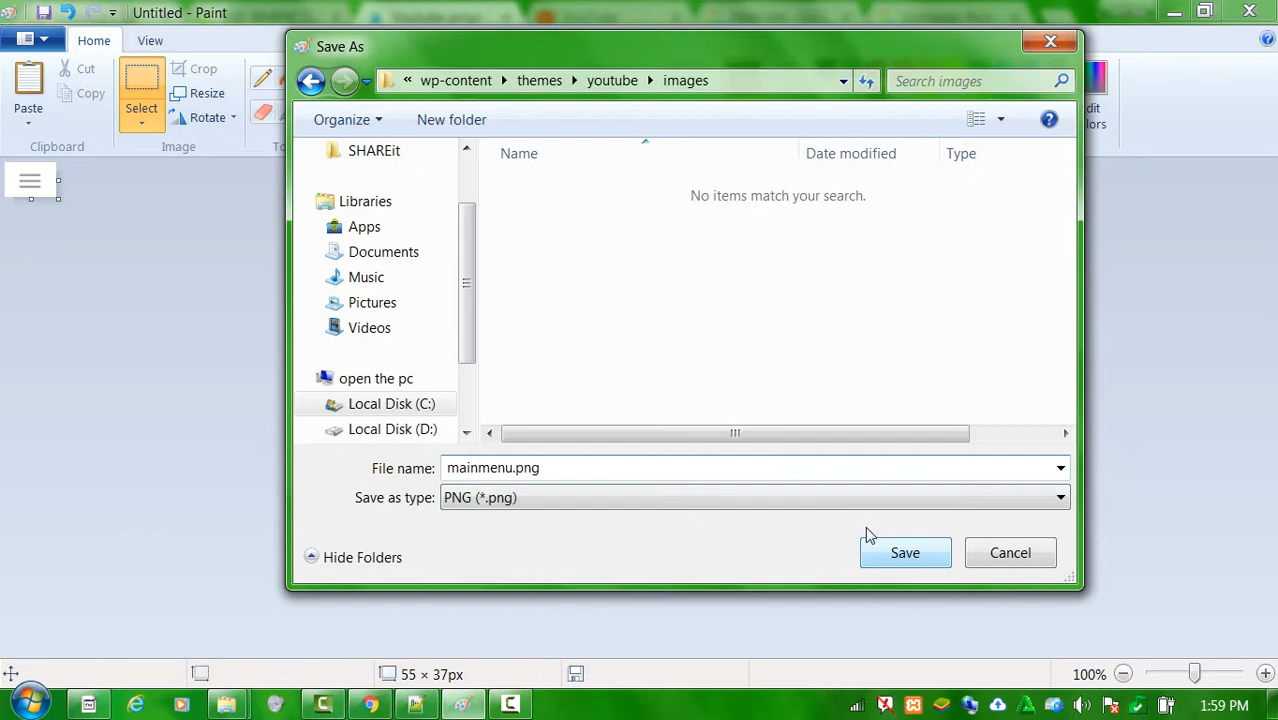 Untitled - Paint
Home
View
Cut
Copy
Paste
Clipboard
Select
Crop
Resize
Rotate
Image
Save As
« wp-content themes youtube images
Search images
Organize
New folder
SHAREit
Libraries
Apps
Documents
Music
Pictures
Videos
open the pc
Local Disk (C:)
Local Disk (D:)
Name
Date modified
Type
No items match your search.
File name: mainmenu.png
Save as type: PNG (*.png)
Hide Folders
Save
Cancel
55 × 37px
100%
1:59 PM